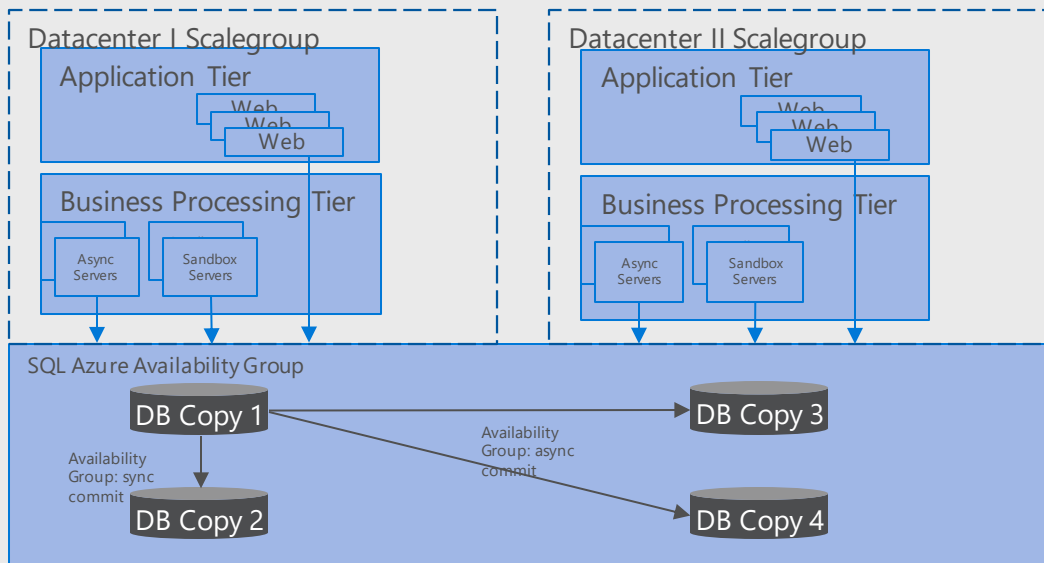 Datacenter I Scalegroup
Application Tier
Web
Web
Web
Business Processing Tier
Async
Servers
Sandbox
Servers
Datacenter II Scalegroup
Application Tier
Web
Web
Web
Business Processing Tier
Async
Servers
Sandbox
Servers
SQL Azure Availability Group
DB Copy 1
Availability
Group: sync
commit
DB Copy 2
Availability
Group: async
commit
DB Copy 3
DB Copy 4